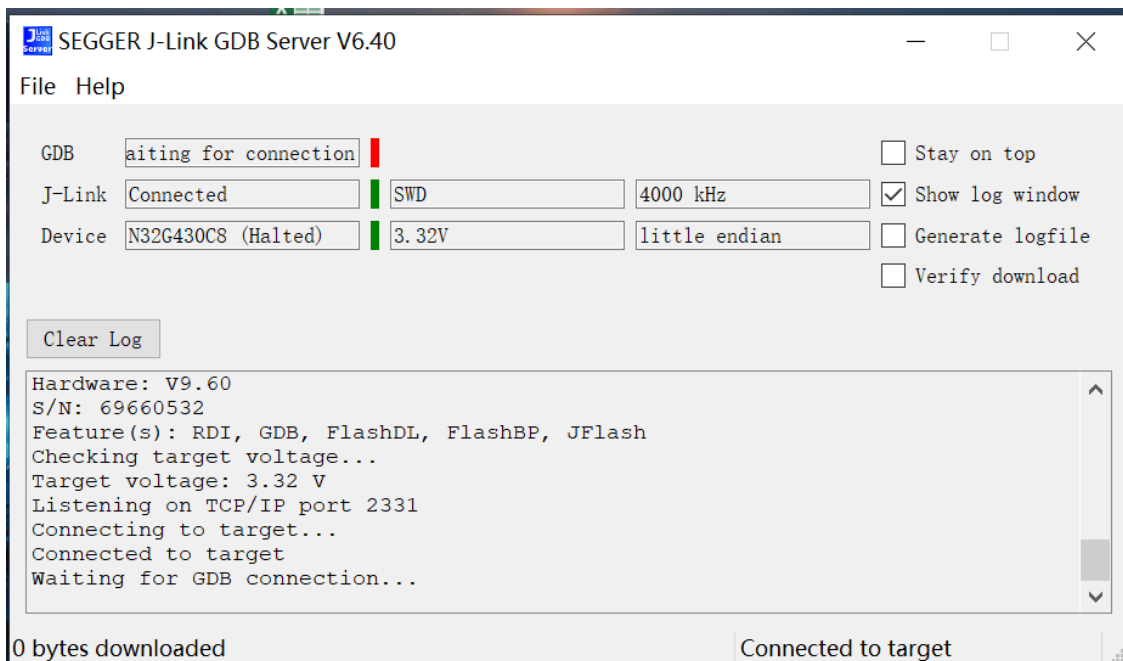 J-Link GDB Server
SEGGER J-Link GDB Server V6.40
File Help
GDB aiting for connection Stay on top
J-Link Connected SWD 4000 kHz Show log window
Device N32G430C8 (Halted) 3.32V little endian Generate logfile
Verify download
Clear Log
Hardware: V9.60
S/N: 69660532
Feature(s): RDI, GDB, FlashDL, FlashBP, JFlash
Checking target voltage...
Target voltage: 3.32 V
Listening on TCP/IP port 2331
Connecting to target...
Connected to target
Waiting for GDB connection...
0 bytes downloaded Connected to target